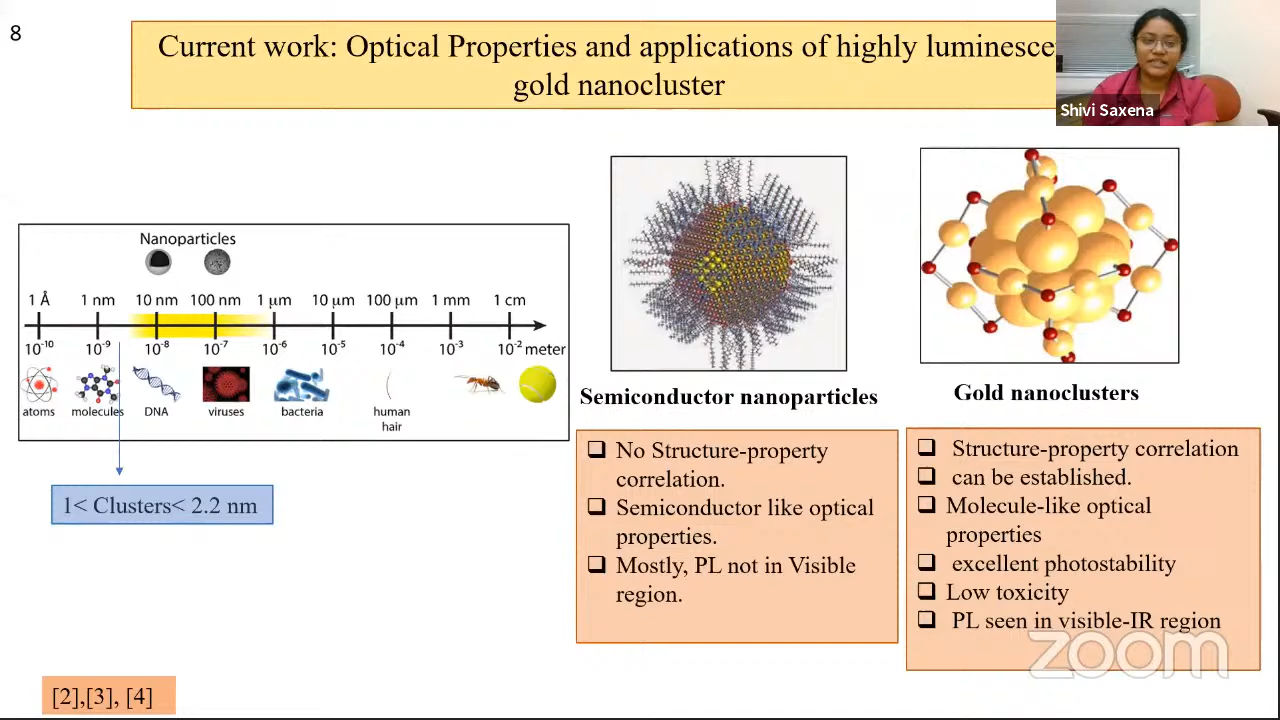 8
Current work: Optical Properties and applications of highly luminesce
gold nanocluster
Shivi Saxena
Nanoparticles
1 Å 1 nm 10 nm 100 nm 1 µm 10 µm 100 µm 1 mm 1 cm
10⁻¹⁰ 10⁻⁹ 10⁻⁸ 10⁻⁷ 10⁻⁶ 10⁻⁵ 10⁻⁴ 10⁻³ 10⁻² meter
atoms molecules DNA viruses bacteria human
hair
1< Clusters< 2.2 nm
Semiconductor nanoparticles
❑ No Structure-property
correlation.
❑ Semiconductor like optical
properties.
❑ Mostly, PL not in Visible
region.
Gold nanoclusters
❑ Structure-property correlation
❑ can be established.
❑ Molecule-like optical
properties
❑ excellent photostability
❑ Low toxicity
❑ PL seen in visible-IR region
zoom
[2],[3], [4]